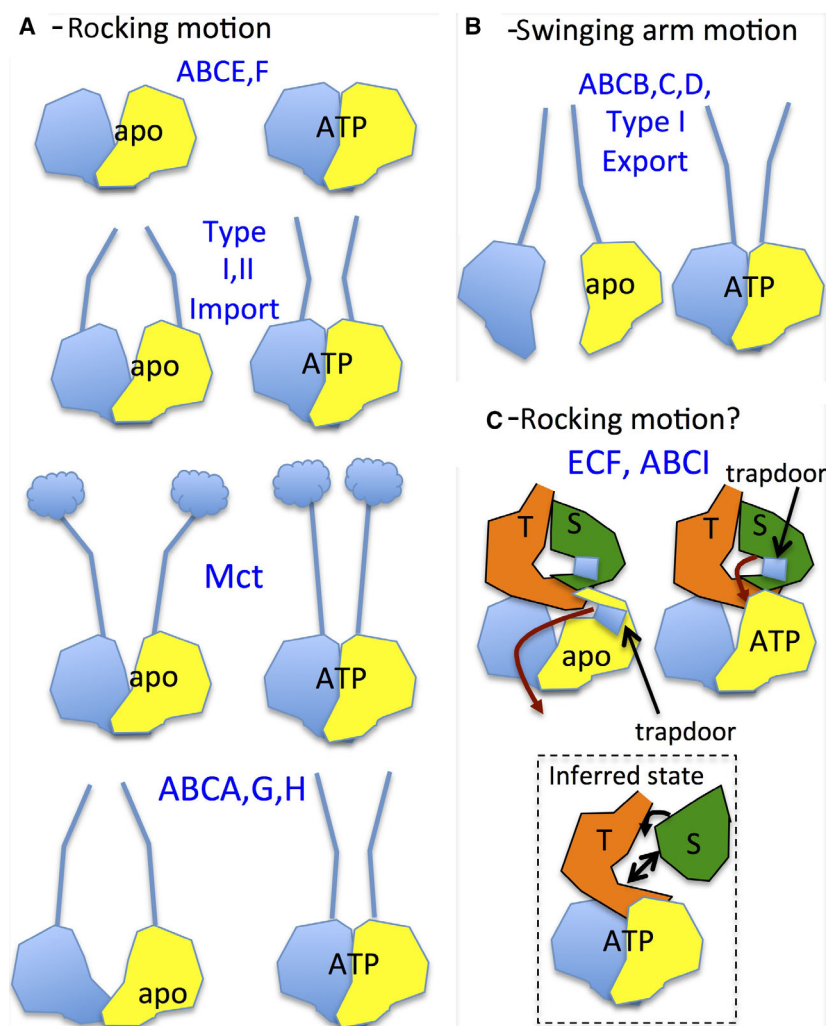 A -Rocking motion
ABCE,F
apo
ATP
Type
I,II
Import
apo
ATP
Mct
apo
ATP
ABCA,G,H
apo
ATP
B -Swinging arm motion
ABCB,C,D,
Type I
Export
apo
ATP
C -Rocking motion?
ECF, ABCI
trapdoor
T
S
T
S
apo
ATP
trapdoor
Inferred state
T
S
ATP